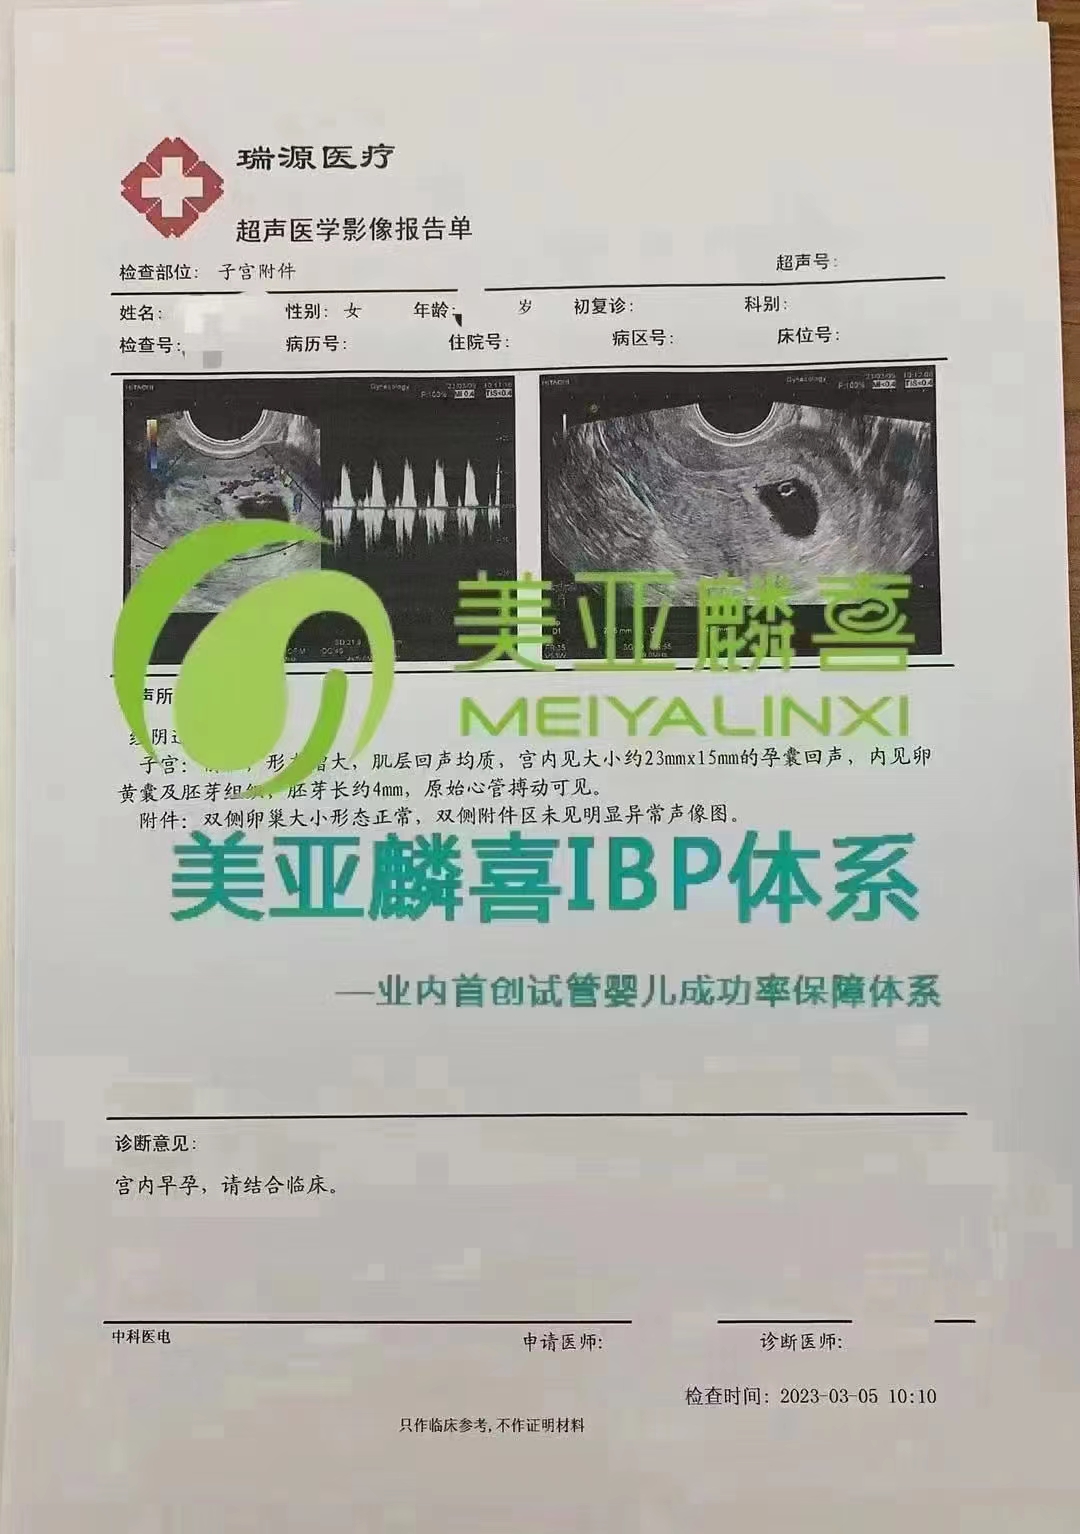 瑞源医疗
超声医学影像报告单
检查部位: 子宫附件 超声号:
姓名: 性别: 女 年龄: 岁 初复诊: 科别:
检查号: 病历号: 住院号: 病区号: 床位号:
HITACHI Gynecology
HITACHI Gynecology
美亚麟喜
MEIYALINXI
声所
经阴
子宫: 形 增大, 肌层回声均质, 宫内见大小约23mmx15mm的孕囊回声, 内见卵
黄囊及胚芽组织, 胚芽长约4mm, 原始心管搏动可见。
附件: 双侧卵巢大小形态正常, 双侧附件区未见明显异常声像图。
美亚麟喜IBP体系
—业内首创试管婴儿成功率保障体系
诊断意见:
宫内早孕, 请结合临床。
中科医电 申请医师: 诊断医师:
检查时间: 2023-03-05 10:10
只作临床参考, 不作证明材料